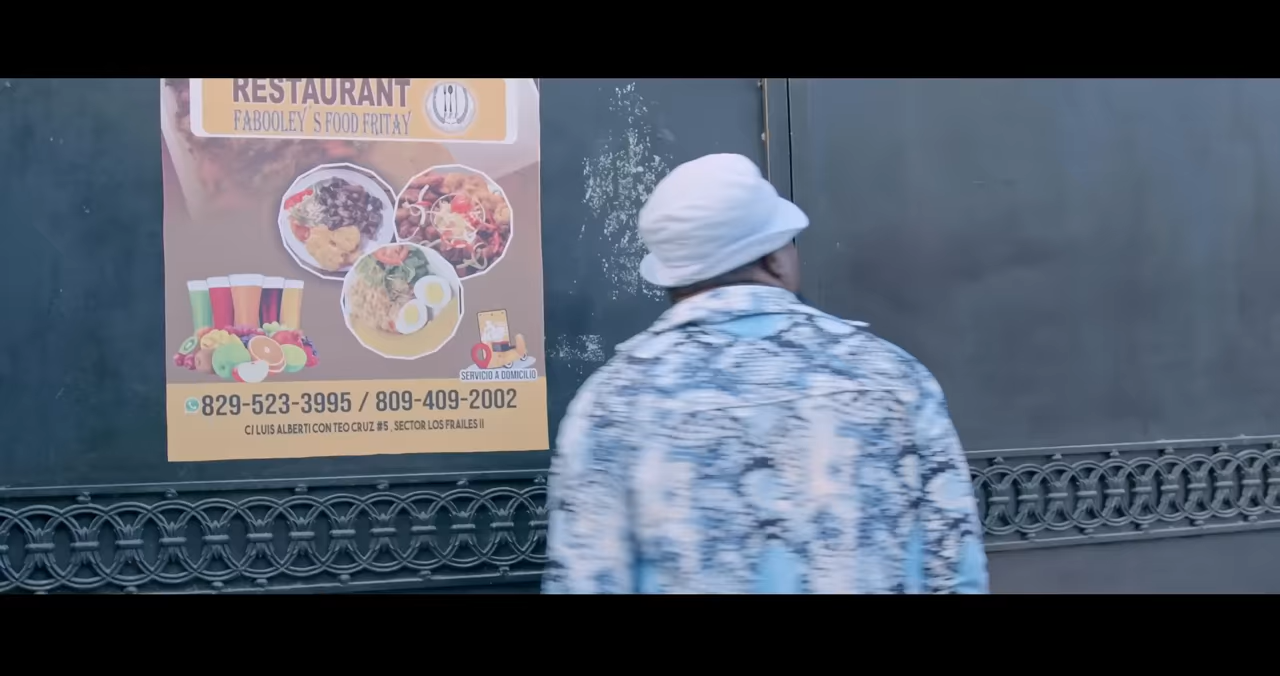 RESTAURANT
FABOOLEY´S FOOD FRITAY
SERVICIO A DOMICILIO
829-523-3995 / 809-409-2002
C/ LUIS ALBERTI CON TEO CRUZ #5 , SECTOR LOS FRAILES II